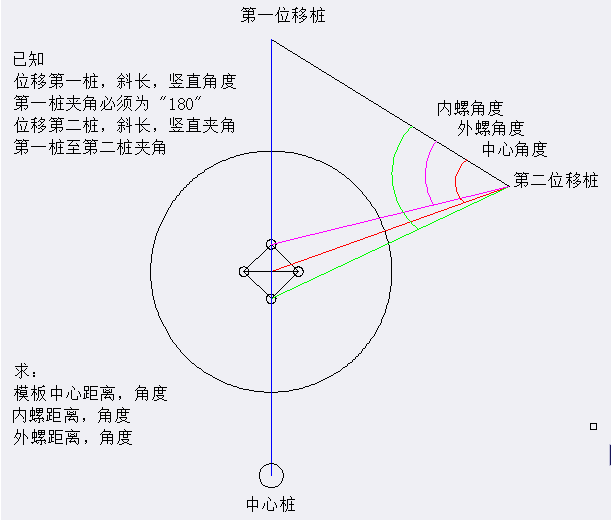 第一位移桩
已知
位移第一桩，斜长，竖直角度
第一桩夹角必须为 "180"
位移第二桩，斜长，竖直夹角
第一桩至第二桩夹角
内螺角度
外螺角度
中心角度
第二位移桩
求：
模板中心距离，角度
内螺距离，角度
外螺距离，角度
中心桩